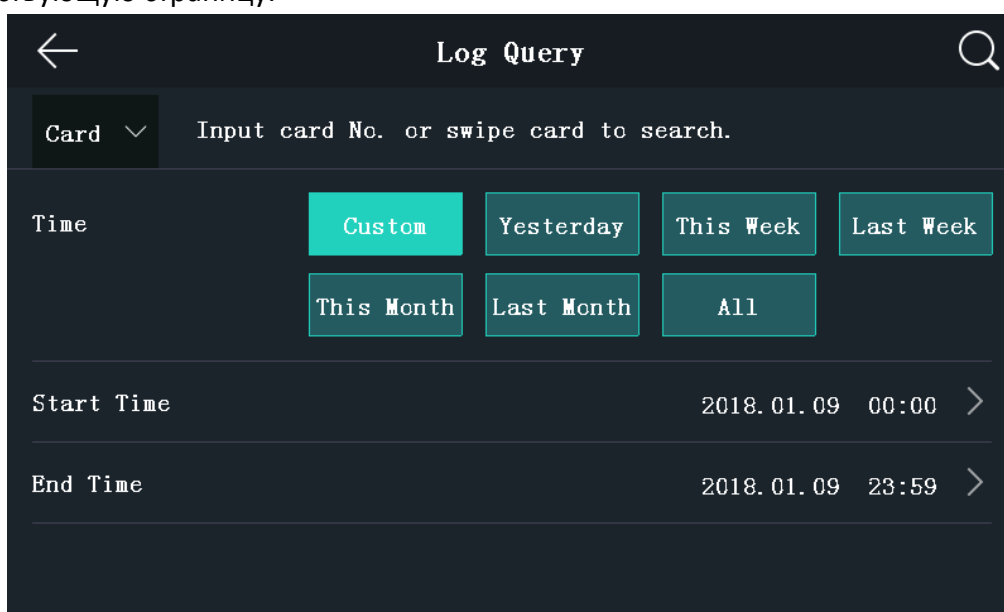 страницу.
Log Query
Card Input card No. or swipe card to search.
Time Custom Yesterday This Week Last Week
This Month Last Month All
Start Time 2018.01.09 00:00
End Time 2018.01.09 23:59